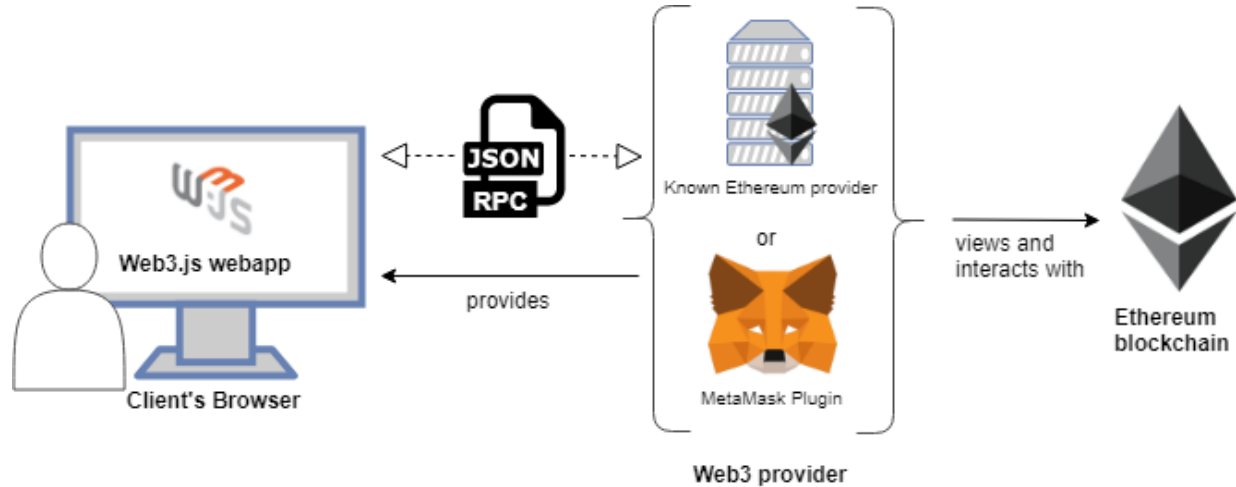 W3JS
Web3.js webapp
Client's Browser
JSON
RPC
provides
Known Ethereum provider
or
MetaMask Plugin
Web3 provider
views and
interacts with
Ethereum
blockchain